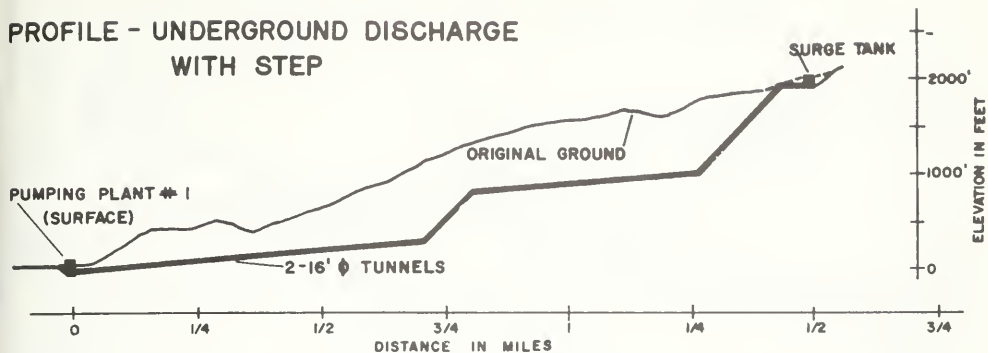 PROFILE - UNDERGROUND DISCHARGE
WITH STEP
SURGE TANK
2000'
ORIGINAL GROUND
1000'
ELEVATION IN FEET
PUMPING PLANT # 1
(SURFACE)
0
2-16' ϕ TUNNELS
0 1/4 1/2 3/4 1 1/4 1/2 3/4
DISTANCE IN MILES